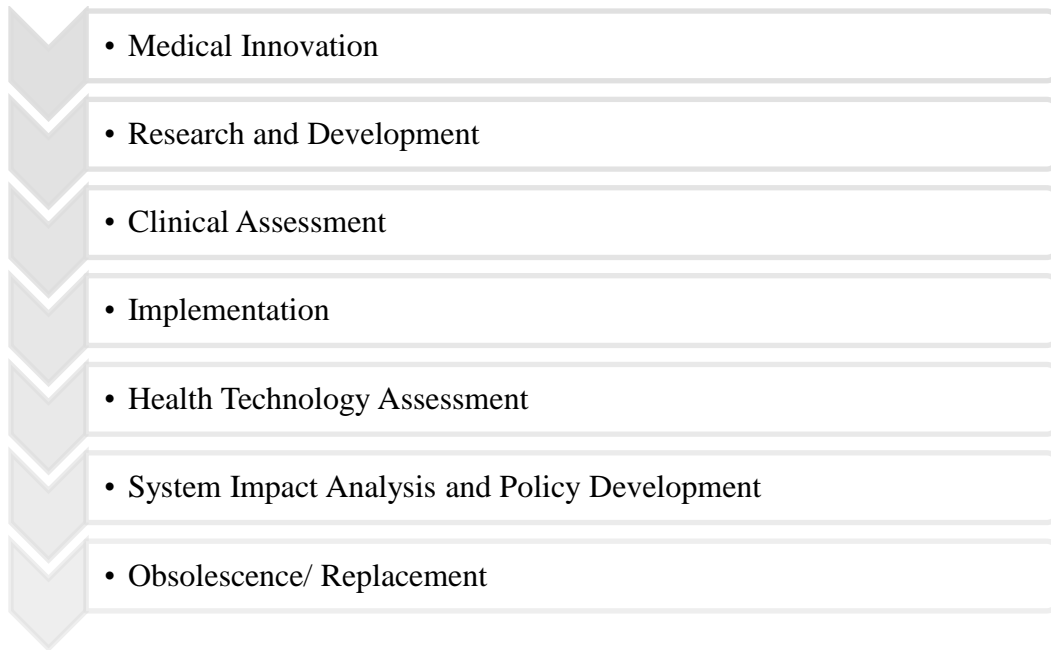 • Medical Innovation
• Research and Development
• Clinical Assessment
• Implementation
• Health Technology Assessment
• System Impact Analysis and Policy Development
• Obsolescence/ Replacement